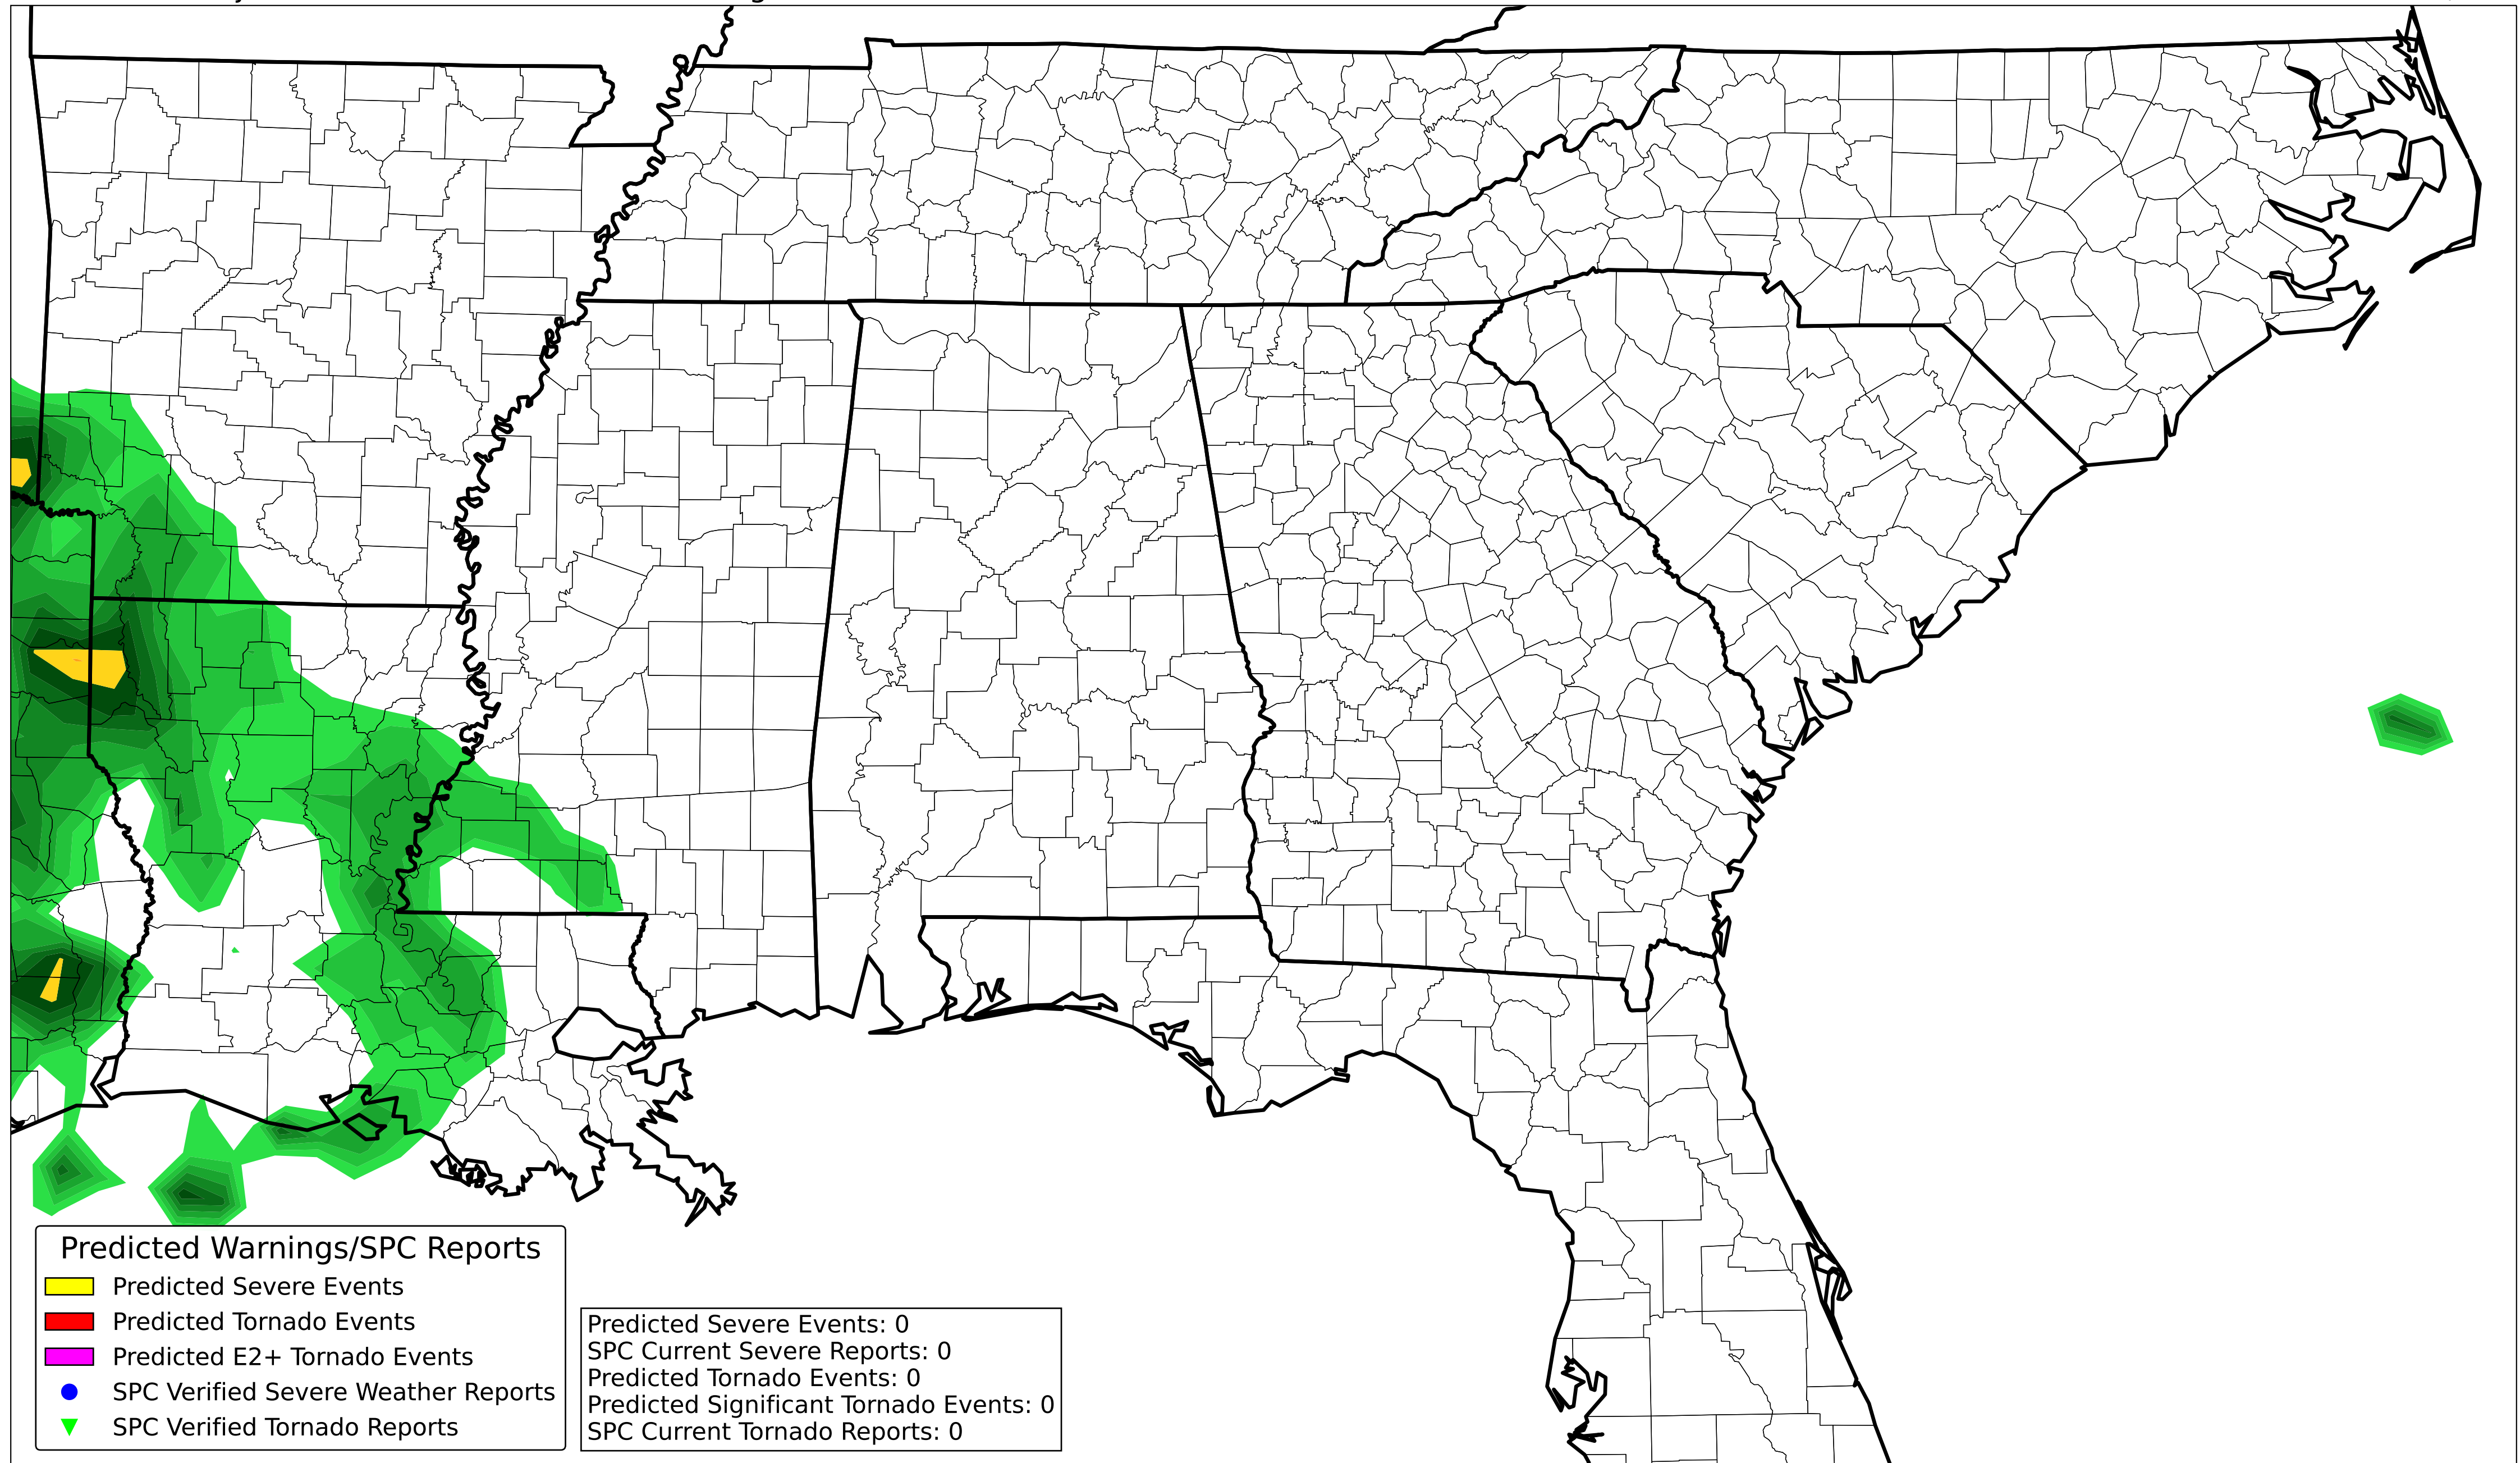 Predicted Warnings/SPC Reports
Predicted Severe Events
Predicted Tornado Events
Predicted E2+ Tornado Events
SPC Verified Severe Weather Reports
SPC Verified Tornado Reports
Predicted Severe Events: 0
SPC Current Severe Reports: 0
Predicted Tornado Events: 0
Predicted Significant Tornado Events: 0
SPC Current Tornado Reports: 0